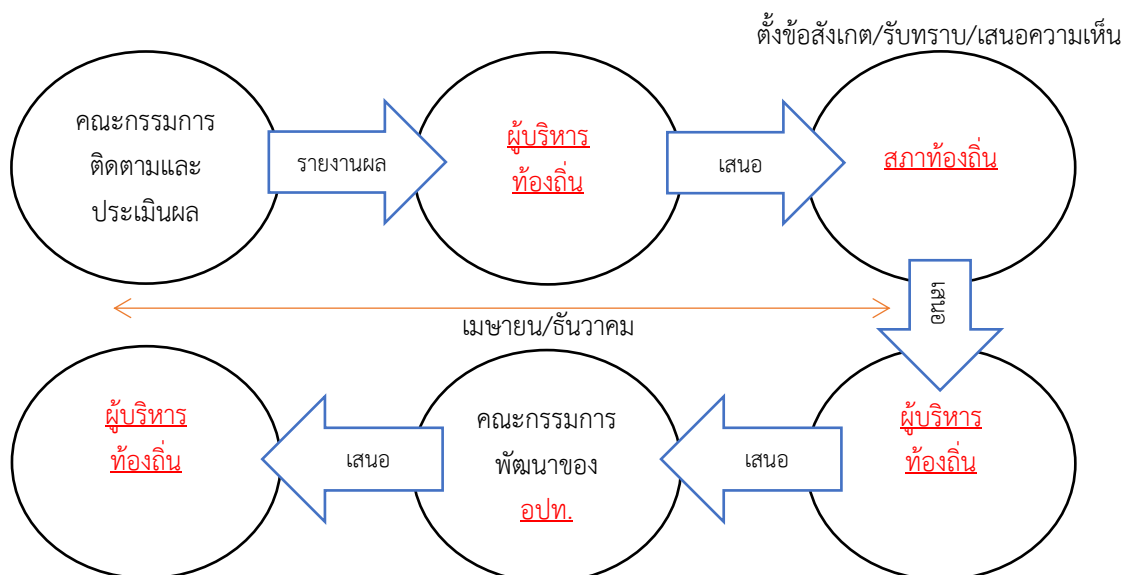 ตั้งข้อสังเกต/รับทราบ/เสนอความเห็น
คณะกรรมการ
ติดตามและ
ประเมินผล
รายงานผล
ผู้บริหาร
ท้องถิ่น
เสนอ
สภาท้องถิ่น
เสนอ
เมษายน/ธันวาคม
ผู้บริหาร
ท้องถิ่น
เสนอ
คณะกรรมการ
พัฒนาของ
อปท.
เสนอ
ผู้บริหาร
ท้องถิ่น